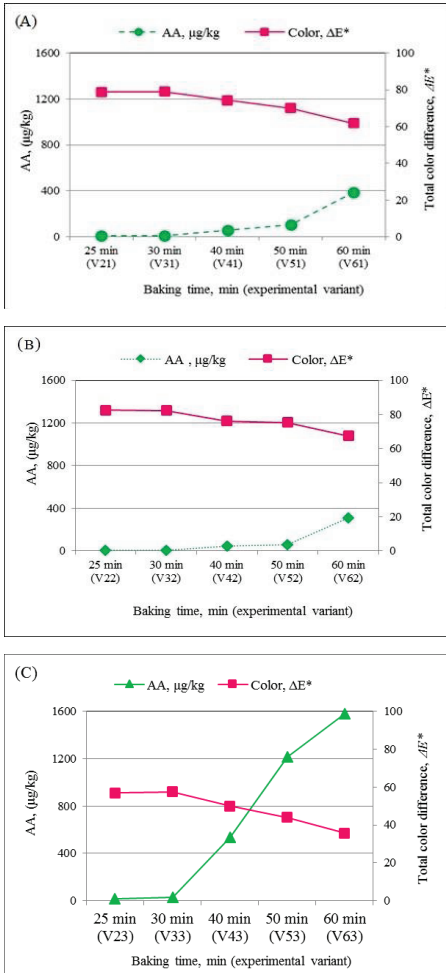 (A)
AA, µg/kg Color, ΔE*
1600 100
1200 80
60
800
40
400
20
0 0
25 min 30 min 40 min 50 min 60 min
(V21) (V31) (V41) (V51) (V61)
Baking time, min (experimental variant)
AA, (µg/kg)
Total color difference, ΔE*
(B)
AA , µg/kg Color, ΔE*
1600 100
80
1200
60
800
40
400
20
0 0
25 min 30 min 40 min 50 min 60 min
(V22) (V32) (V42) (V52) (V62)
Baking time, min (experimental variant)
AA, (µg/kg)
Total color difference, ΔE*
(C)
AA, µg/kg Color, ΔE*
1600 100
80
1200
60
800
40
400
20
0 0
25 min 30 min 40 min 50 min 60 min
(V23) (V33) (V43) (V53) (V63)
Baking time, min (experimental variant)
AA, (µg/kg)
Total color difference, ΔE*